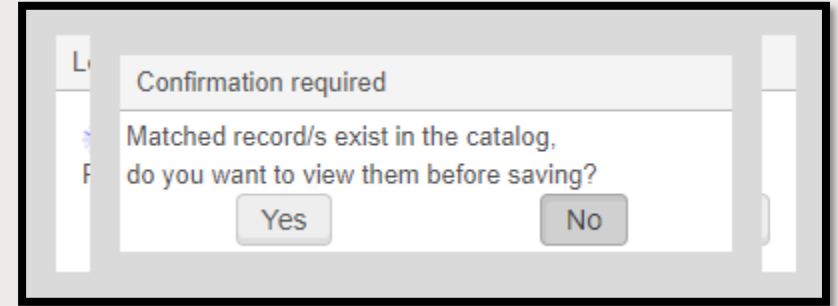 Confirmation required
Matched record/s exist in the catalog,
do you want to view them before saving?
Yes
No